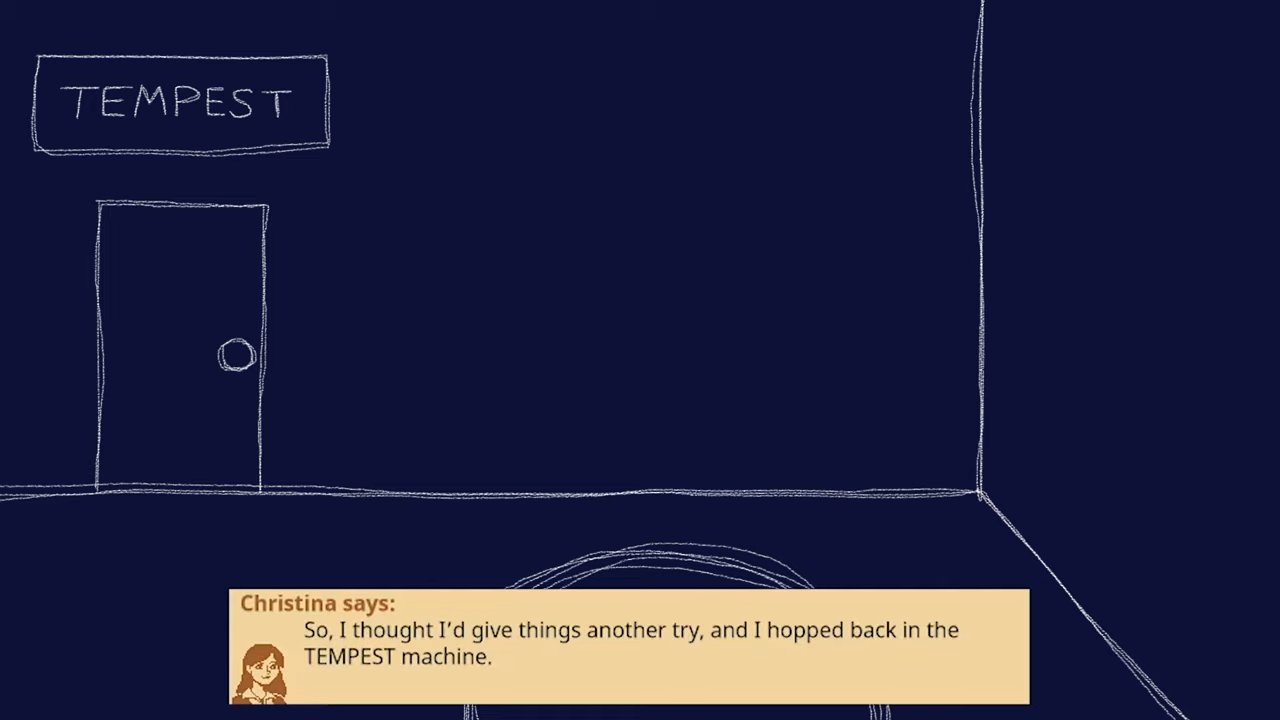 TEMPEST
Christina says:
So, I thought I’d give things another try, and I hopped back in the
TEMPEST machine.